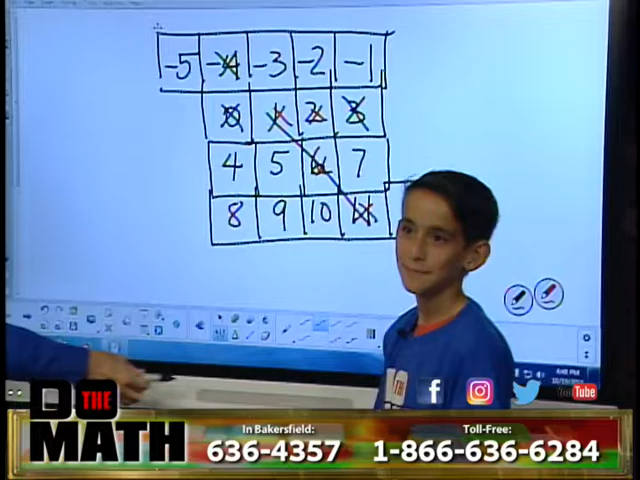 -5 -4 -3 -2 -1
0 1 2 3
4 5 6 7
8 9 10 11
DO THE MATH
In Bakersfield:
636-4357
Toll-Free:
1-866-636-6284
YouTube